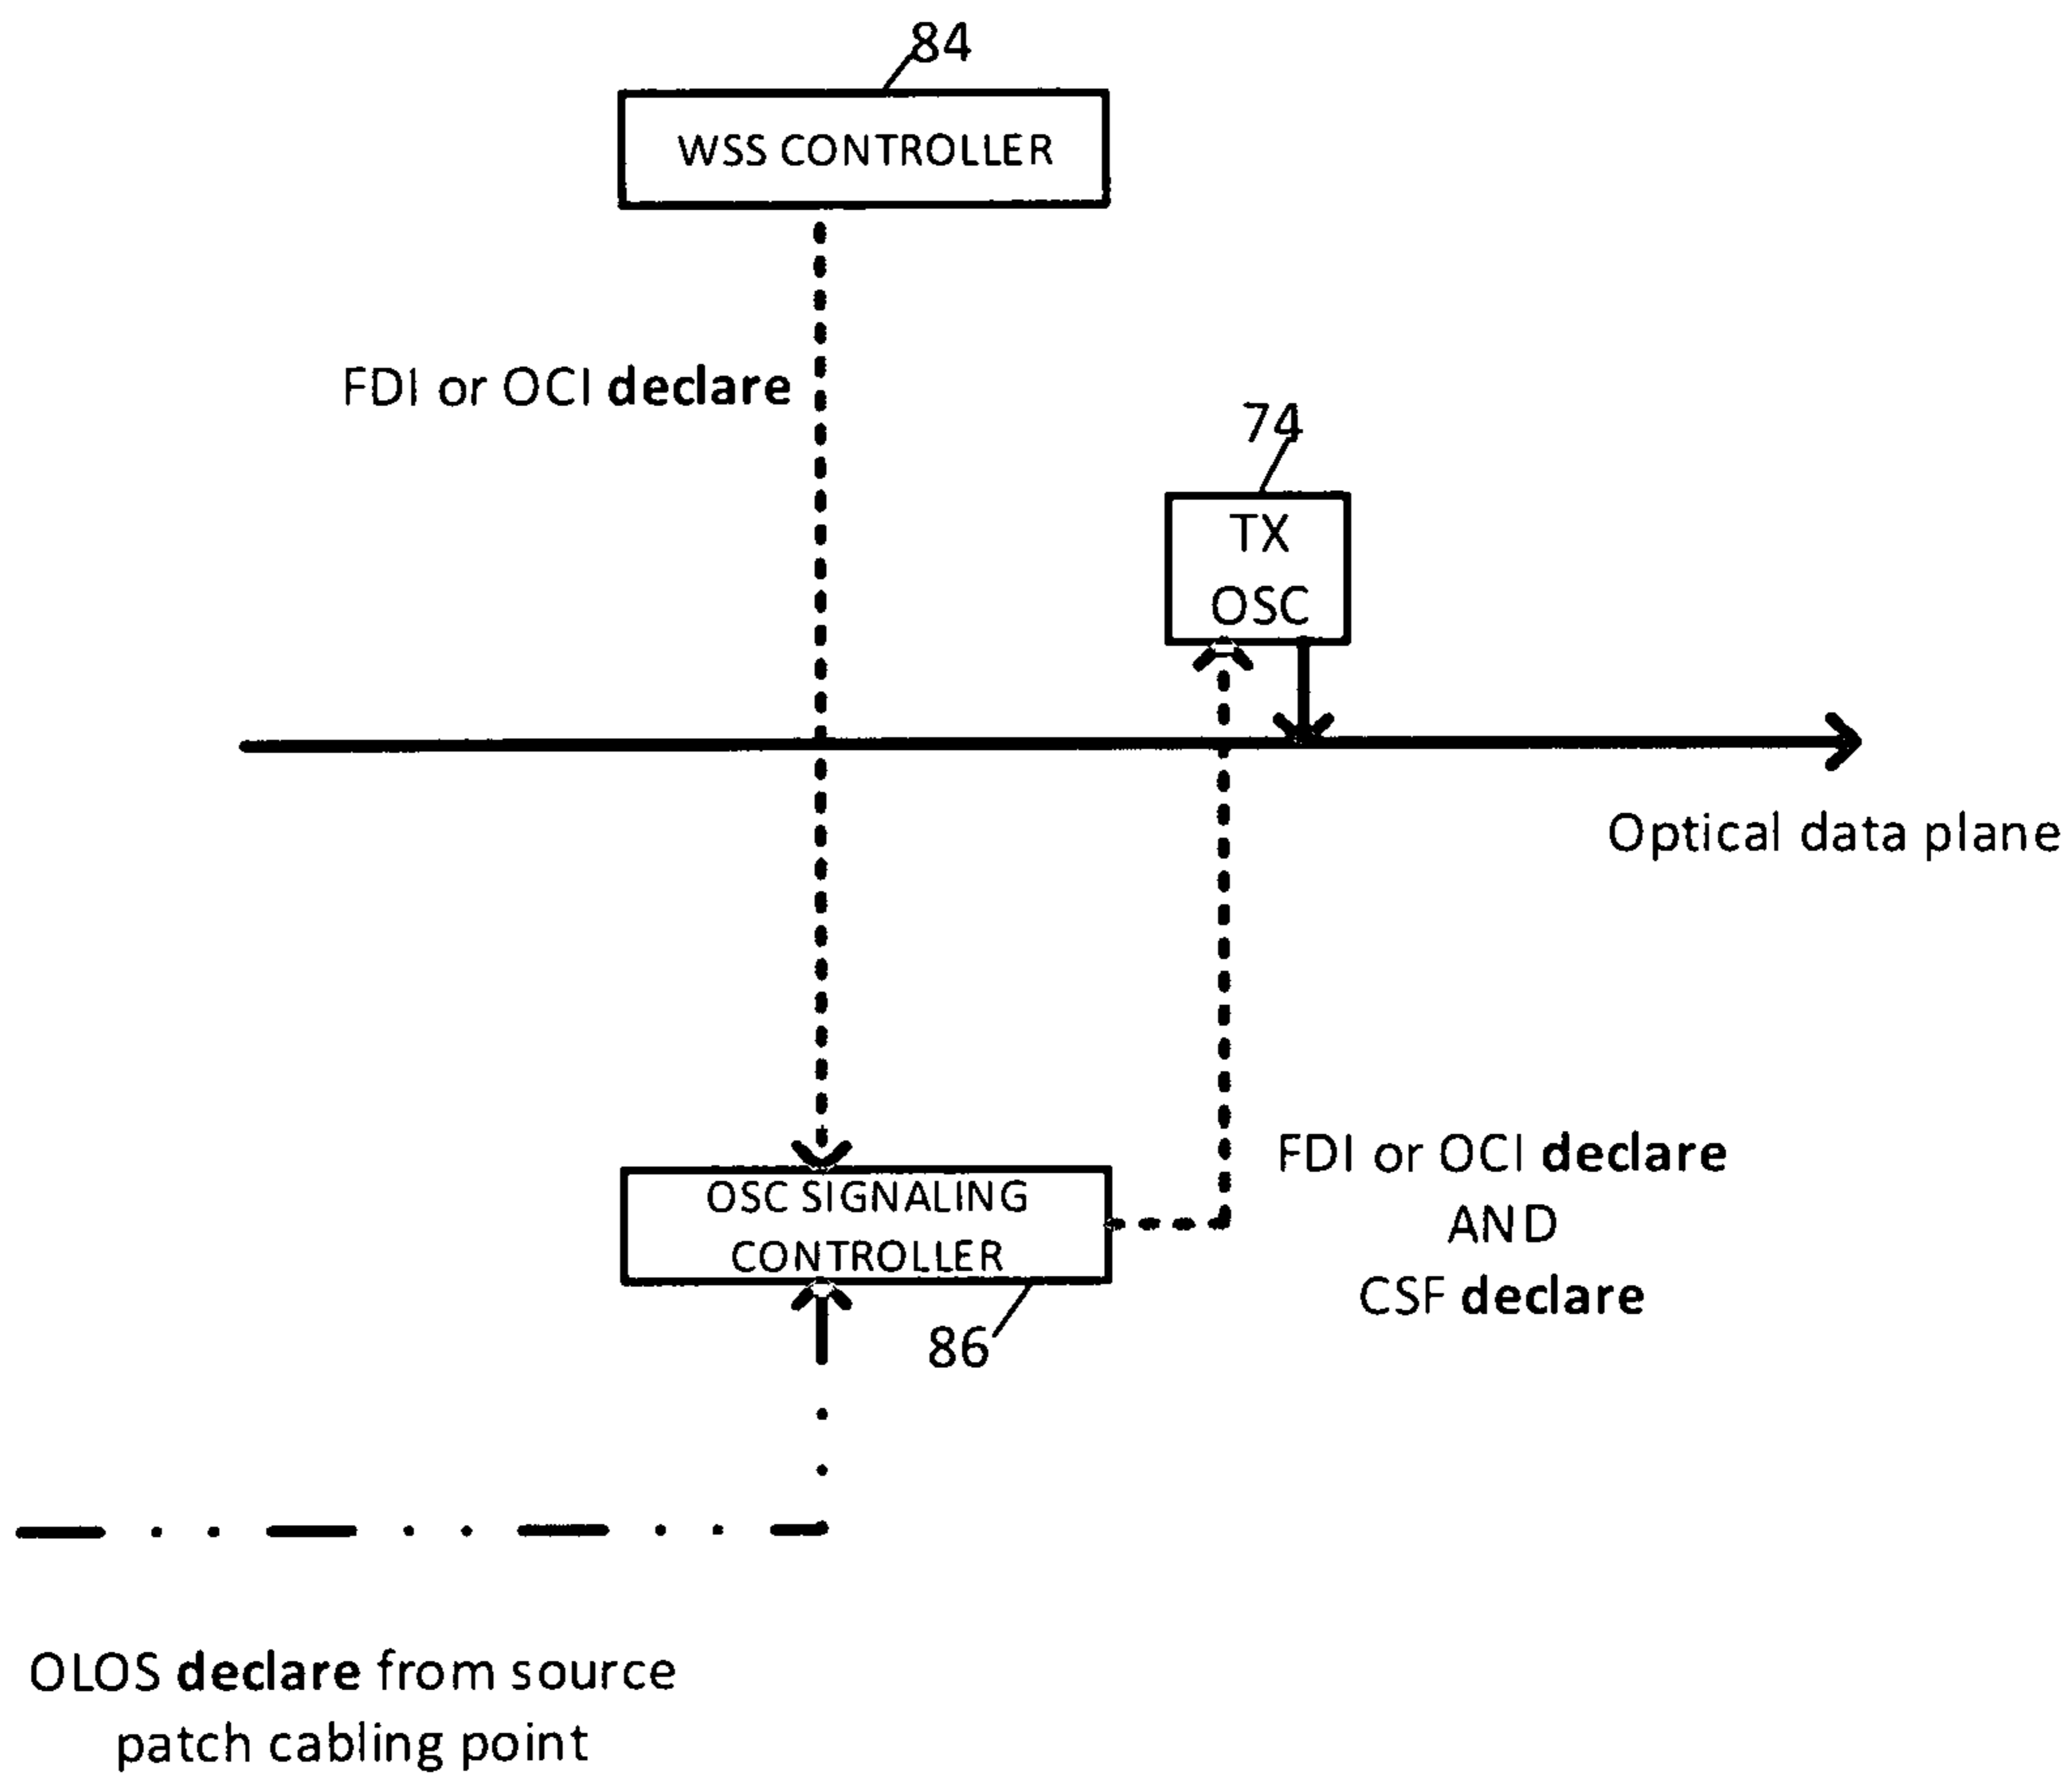 84
WSS CONTROLLER
FDI or OCI declare
74
TX
OSC
Optical data plane
FDI or OCI declare
AND
CSF declare
OSC SIGNALING
CONTROLLER
86
OLOS declare from source
patch cabling point